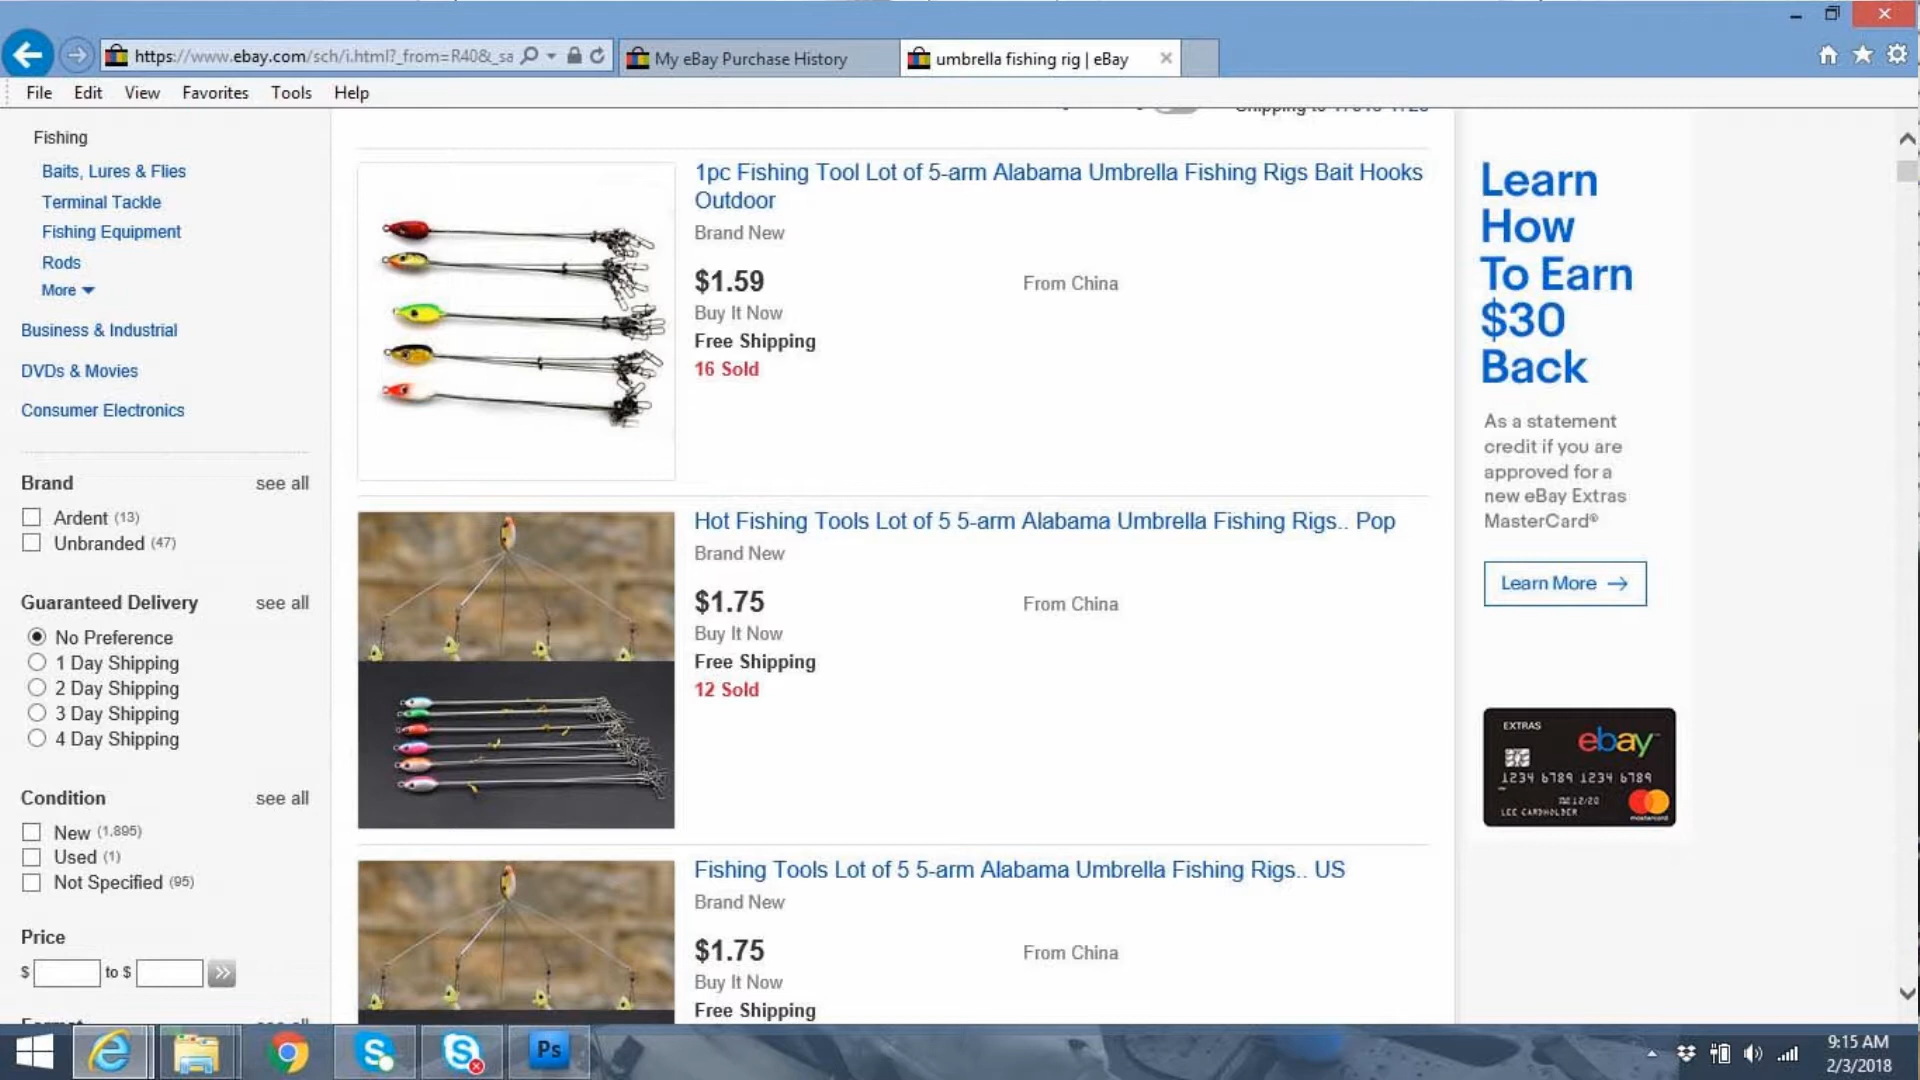 https://www.ebay.com/sch/i.html?_from=R40&_sa
My eBay Purchase History
umbrella fishing rig | eBay
File Edit View Favorites Tools Help
Fishing
Baits, Lures & Flies
Terminal Tackle
Fishing Equipment
Rods
More
Business & Industrial
DVDs & Movies
Consumer Electronics
Brand see all
Ardent (13)
Unbranded (47)
Guaranteed Delivery see all
No Preference
1 Day Shipping
2 Day Shipping
3 Day Shipping
4 Day Shipping
Condition see all
New (1,895)
Used (1)
Not Specified (95)
Price
$ to $
1pc Fishing Tool Lot of 5-arm Alabama Umbrella Fishing Rigs Bait Hooks
Outdoor
Brand New
$1.59 From China
Buy It Now
Free Shipping
16 Sold
Hot Fishing Tools Lot of 5 5-arm Alabama Umbrella Fishing Rigs.. Pop
Brand New
$1.75 From China
Buy It Now
Free Shipping
12 Sold
Fishing Tools Lot of 5 5-arm Alabama Umbrella Fishing Rigs.. US
Brand New
$1.75 From China
Buy It Now
Free Shipping
Learn
How
To Earn
$30
Back
As a statement
credit if you are
approved for a
new eBay Extras
MasterCard®
Learn More
EXTRAS
ebay
1234 6789 1234 6789
12/20
LEE CARDHOLDER
mastercard
Ps
9:15 AM
2/3/2018